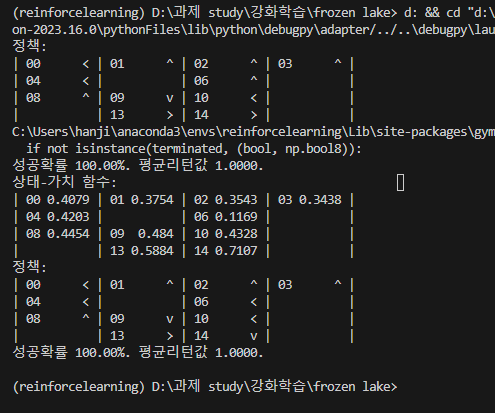 (reinforcelearning) D:\과제 study\강화학습\frozen lake> d: && cd "d:\
on-2023.16.0\pythonFiles\lib\python\debugpy\adapter/../..\debugpy\lau
정책:
| 00      < | 01      ^ | 02      ^ | 03      ^ |
| 04      < |           | 06      ^ |           |
| 08      ^ | 09      v | 10      < |           |
|           | 13      > | 14      > |           |
C:\Users\hanji\anaconda3\envs\reinforcelearning\Lib\site-packages\gym
  if not isinstance(terminated, (bool, np.bool8)):
성공확률 100.00%. 평균리턴값 1.0000.
상태-가치 함수:
| 00 0.4079 | 01 0.3754 | 02 0.3543 | 03 0.3438 |
| 04 0.4203 |           | 06 0.1169 |           |
| 08 0.4454 | 09  0.484 | 10 0.4328 |           |
|           | 13 0.5884 | 14 0.7107 |           |
정책:
| 00      < | 01      ^ | 02      ^ | 03      ^ |
| 04      < |           | 06      < |           |
| 08      ^ | 09      v | 10      < |           |
|           | 13      > | 14      v |           |
성공확률 100.00%. 평균리턴값 1.0000.
(reinforcelearning) D:\과제 study\강화학습\frozen lake>